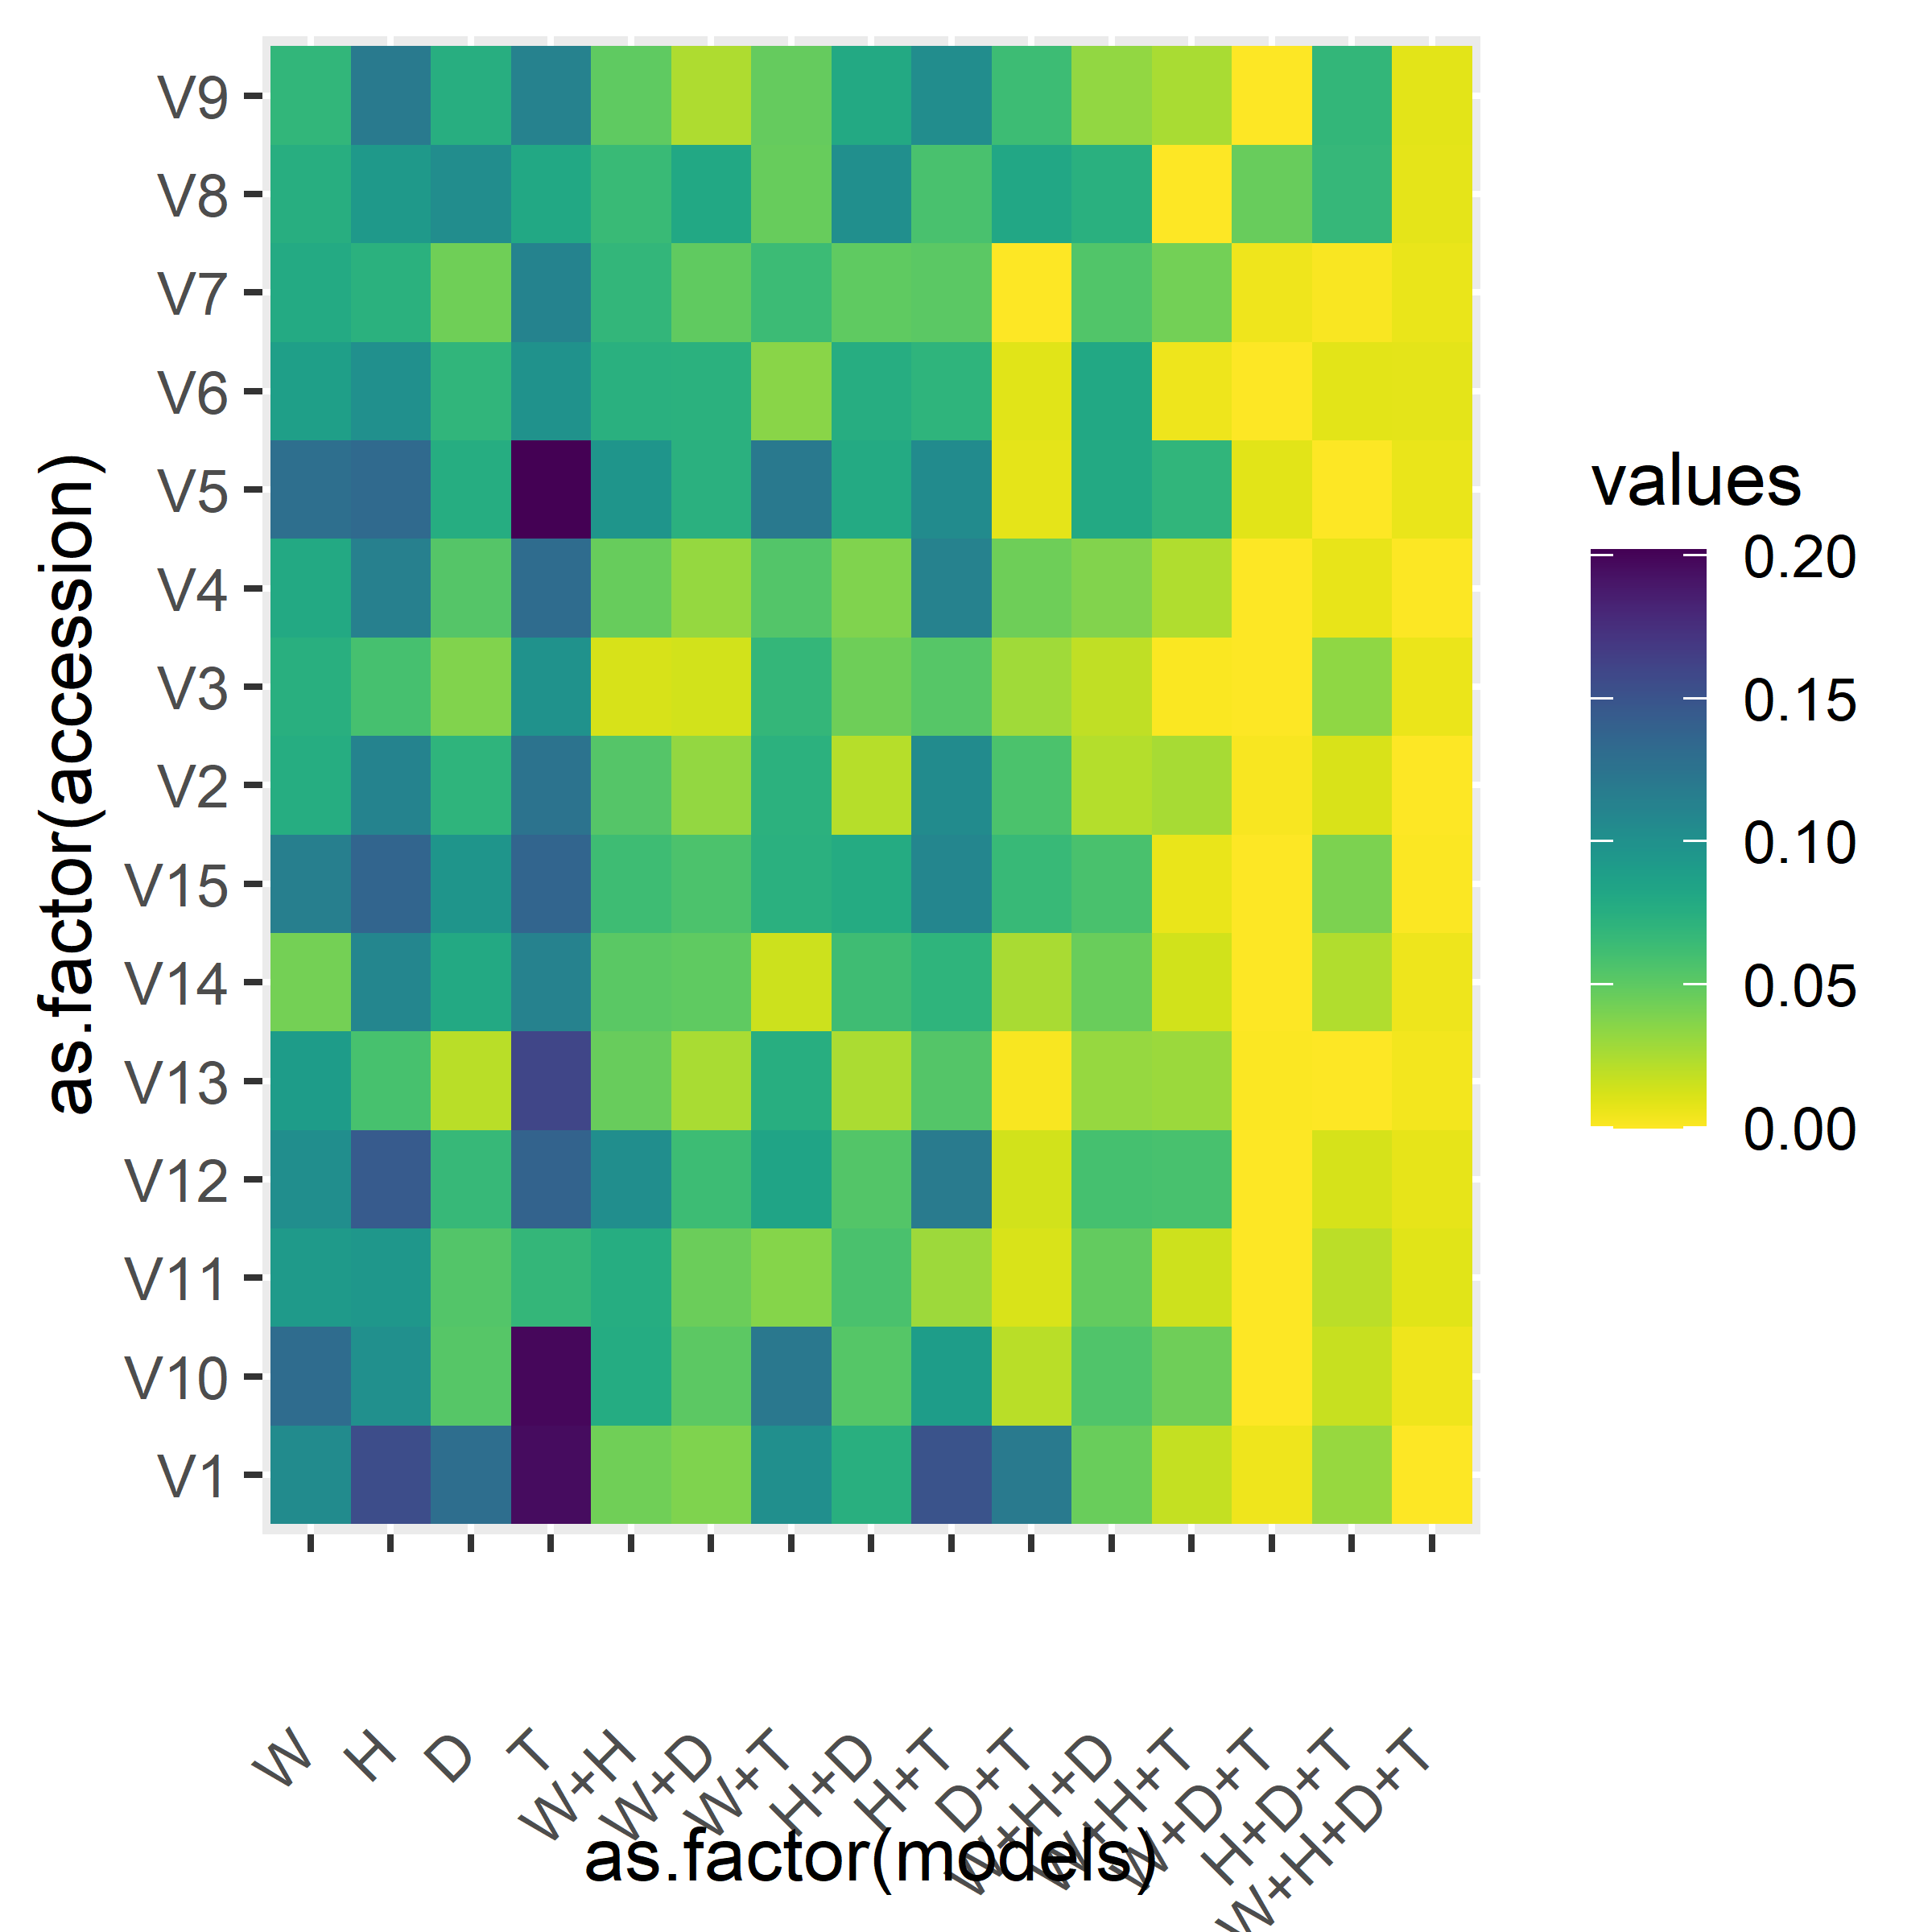 V9
V8
V7
V6
V5
V4
V3
V2
V15
V14
V13
V12
V11
V10
V1
as.factor(accession)
W
H
D
T
W+H
W+D
W+T
H+D
H+T
D+T
W+H+D
W+H+T
W+D+T
H+D+T
W+H+D+T
as.factor(models)
values
0.20
0.15
0.10
0.05
0.00